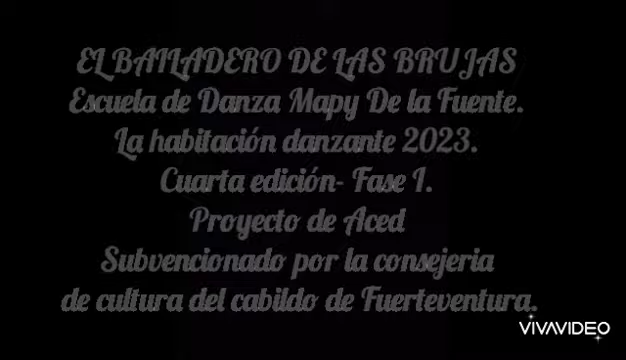 EL BAILADERO DE LAS BRUJAS
Escuela de Danza Mapy De la Fuente.
La habitación danzante 2023.
Cuarta edición- Fase I.
Proyecto de Aced
Subvencionado por la consejeria
de cultura del cabildo de Fuerteventura.
VIVAVIDEO